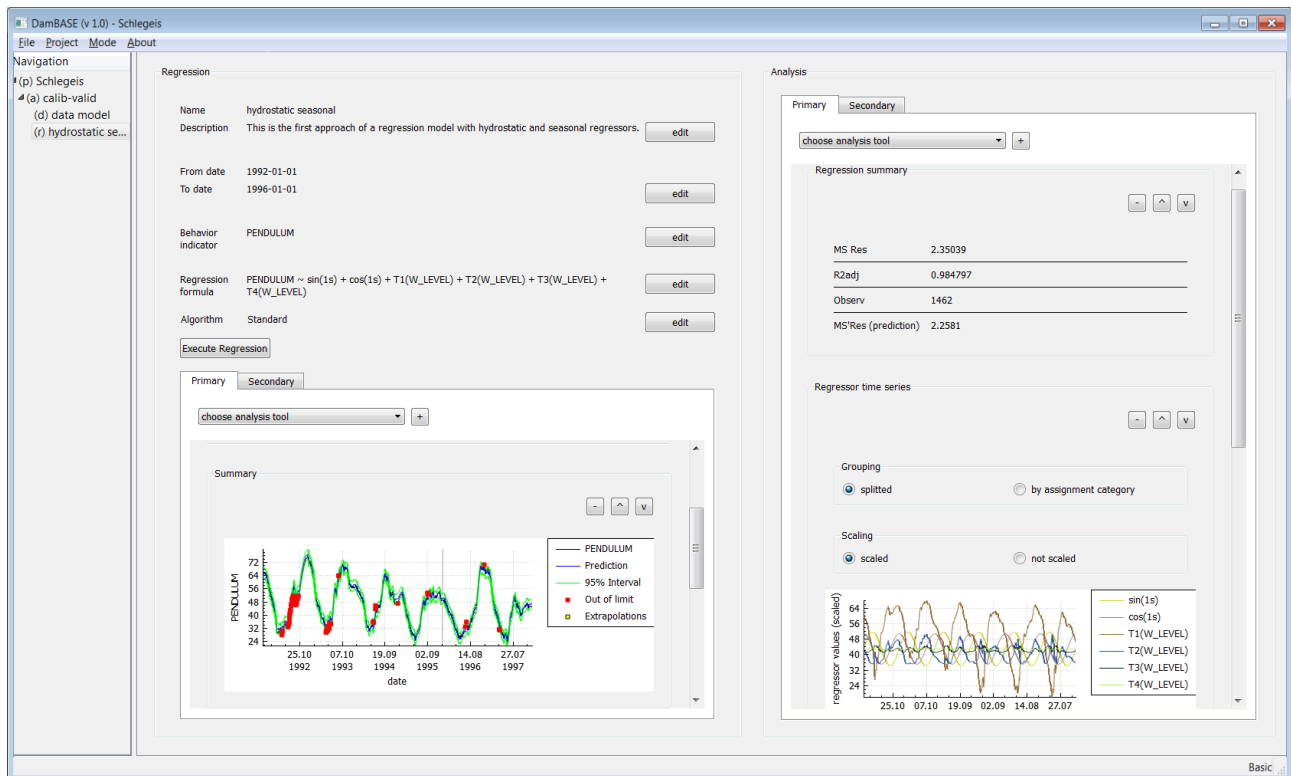 DamBASE (v 1.0) - Schlegeis
File Project Mode About
Navigation
(p) Schlegeis
(a) calib-valid
(d) data model
(r) hydrostatic se...
Regression
Name hydrostatic seasonal
Description This is the first approach of a regression model with hydrostatic and seasonal regressors. edit
From date 1992-01-01
To date 1996-01-01 edit
Behavior
indicator PENDULUM edit
Regression
formula
PENDULUM ~ sin(1s) + cos(1s) + T1(W_LEVEL) + T2(W_LEVEL) + T3(W_LEVEL) +
T4(W_LEVEL)
edit
Algorithm Standard edit
Execute Regression
Primary Secondary
choose analysis tool +
Summary
- ^ v
PENDULUM
72
64
56
48
40
32
24
25.10 07.10 19.09 02.09 14.08 17.07
1992 1993 1994 1995 1996 1997
date
PENDULUM
Prediction
95% Interval
Out of limit
Extrapolations
Analysis
Primary Secondary
choose analysis tool +
Regression summary
- ^ v
MS Res 2.35039
R2adj 0.984797
Observ 1462
MS'Res (prediction) 2.2581
Regressor time series
- ^ v
Grouping
splitted by assignment category
Scaling
scaled not scaled
regressor values (scaled)
64
56
48
40
32
24
25.10 07.10 19.09 02.09 14.08 27.07
sin(1s)
cos(1s)
T1(W_LEVEL)
T2(W_LEVEL)
T3(W_LEVEL)
T4(W_LEVEL)
Basic